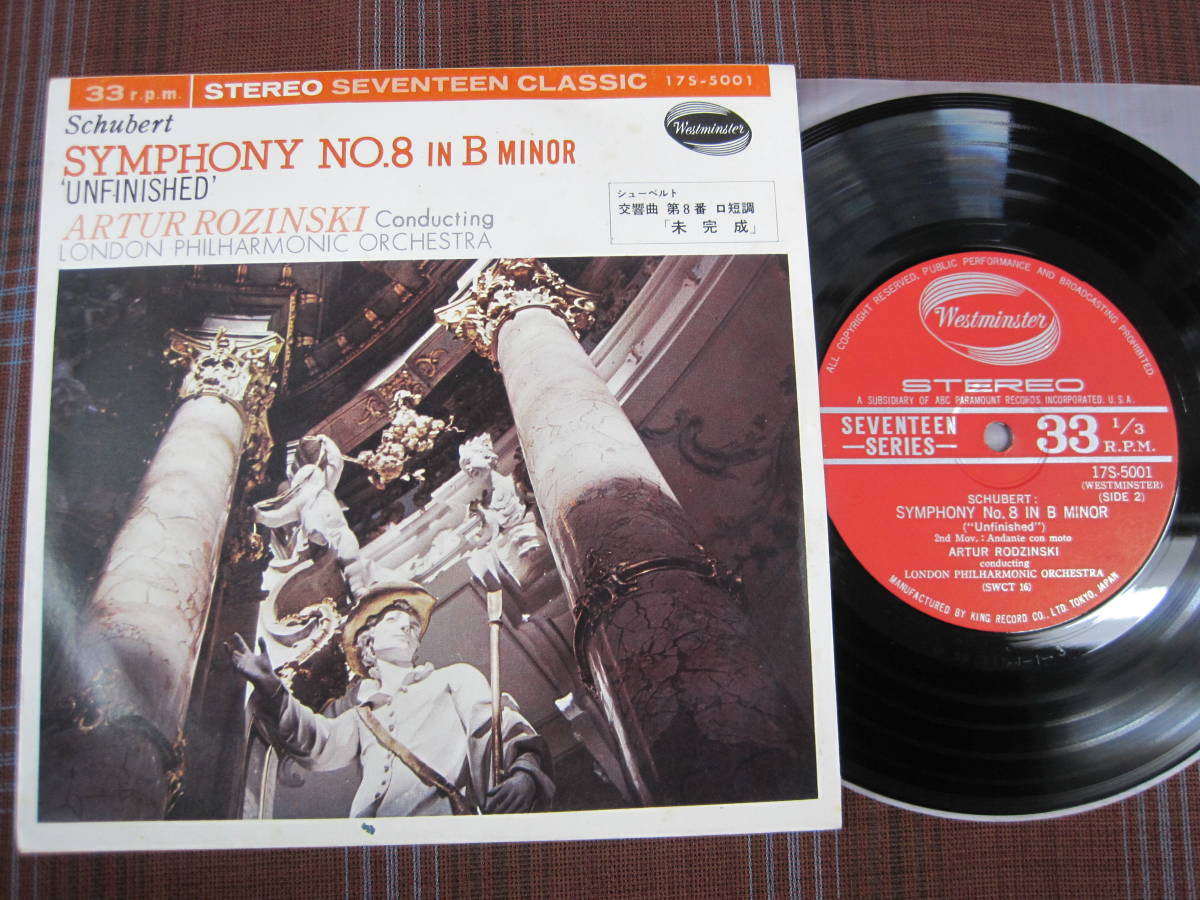 33 r.p.m. STEREO SEVENTEEN CLASSIC 17S-5001
Schubert
Westminster
SYMPHONY NO.8 IN B MINOR
'UNFINISHED'
ARTUR ROZINSKI Conducting
LONDON PHILHARMONIC ORCHESTRA
シューベルト
交響曲 第8番 ロ短調
「未完成」
ALL COPYRIGHT RESERVED, PUBLIC PERFORMANCE AND BROADCASTING PROHIBITED
Westminster
STEREO
A SUBSIDIARY OF ABC PARAMOUNT RECORDS, INCORPORATED. U.S.A.
SEVENTEEN
SERIES
33 1/3
R.P.M.
17S-5001
(WESTMINSTER)
(SIDE 2)
SCHUBERT:
SYMPHONY No. 8 IN B MINOR
("Unfinished")
2nd Mov.: Andante con moto
ARTUR RODZINSKI
conducting
LONDON PHILHARMONIC ORCHESTRA
(SWCT 16)
MANUFACTURED BY KING RECORD CO., LTD. TOKYO, JAPAN